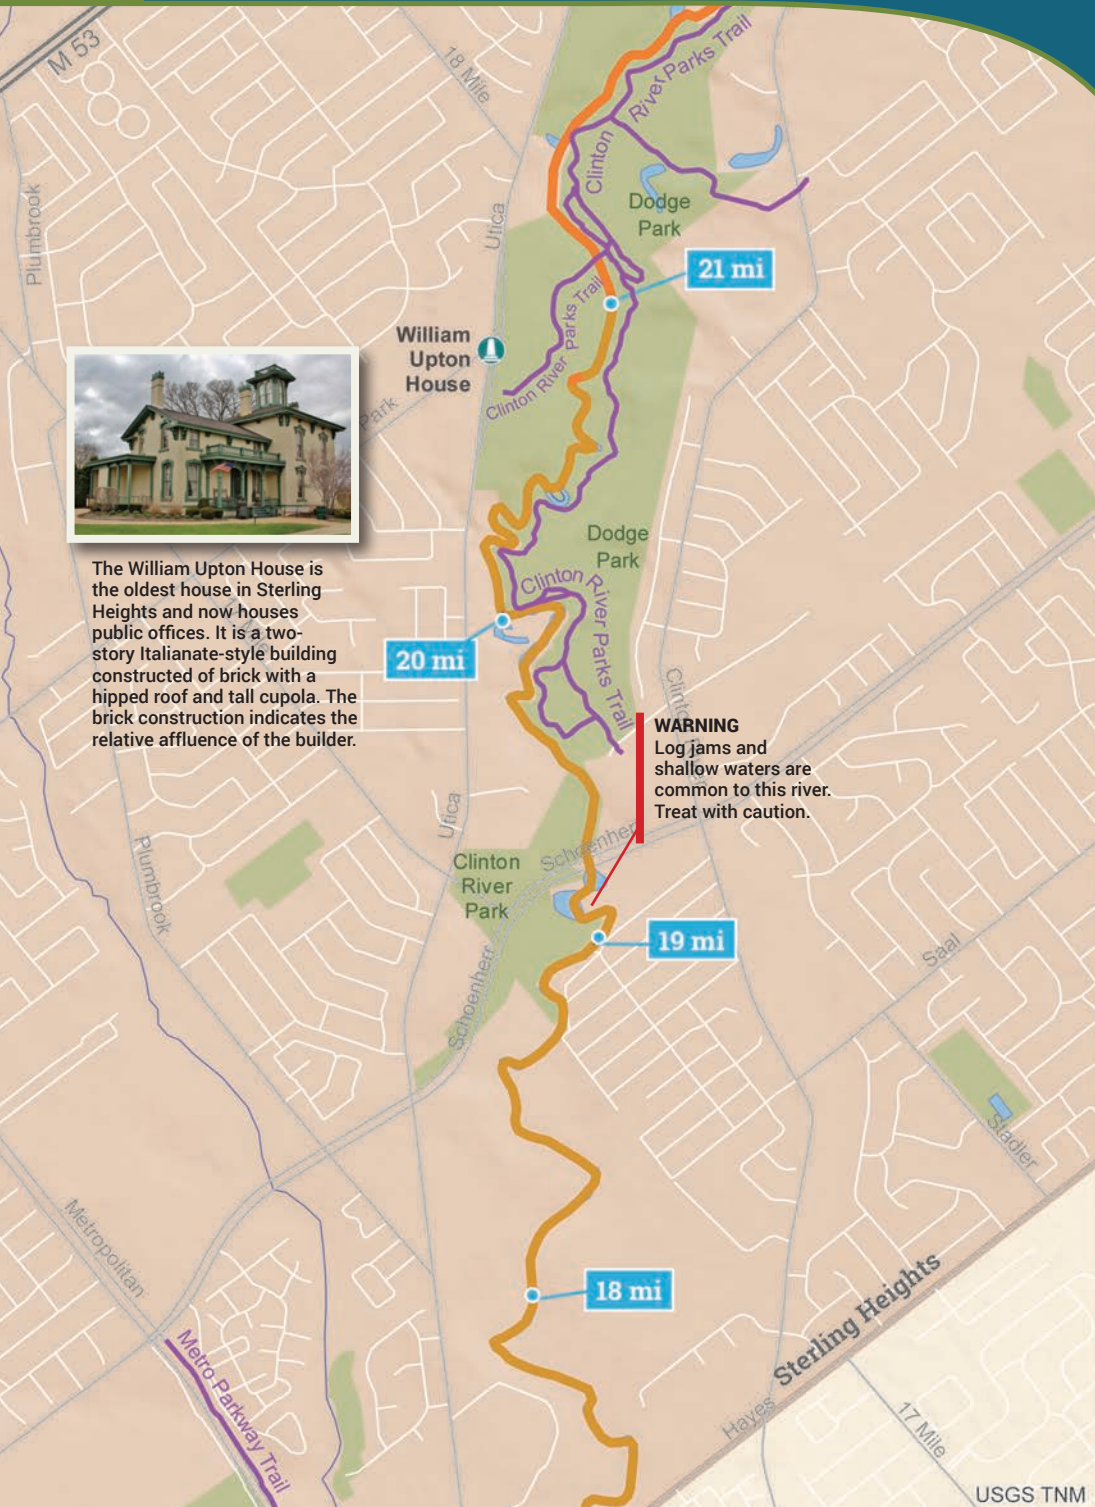 M 53
18 Mile
River Parks Trail
Clinton
Plumbrook
Utica
Dodge
Park
21 mi
William
Upton
House
Clinton River Parks Trail
Park
Dodge
Park
The William Upton House is
the oldest house in Sterling
Heights and now houses
public offices. It is a two-
story Italianate-style building
constructed of brick with a
hipped roof and tall cupola. The
brick construction indicates the
relative affluence of the builder.
Clinton River Parks Trail
20 mi
WARNING
Log jams and
shallow waters are
common to this river.
Treat with caution.
Utica
Plumbrook
Schoenherr
Clinton
River
Park
19 mi
Saal
Schoenherr
Stadler
Metropolitan
18 mi
Sterling Heights
Metro Parkway Trail
Hayes
17 Mile
USGS TNM